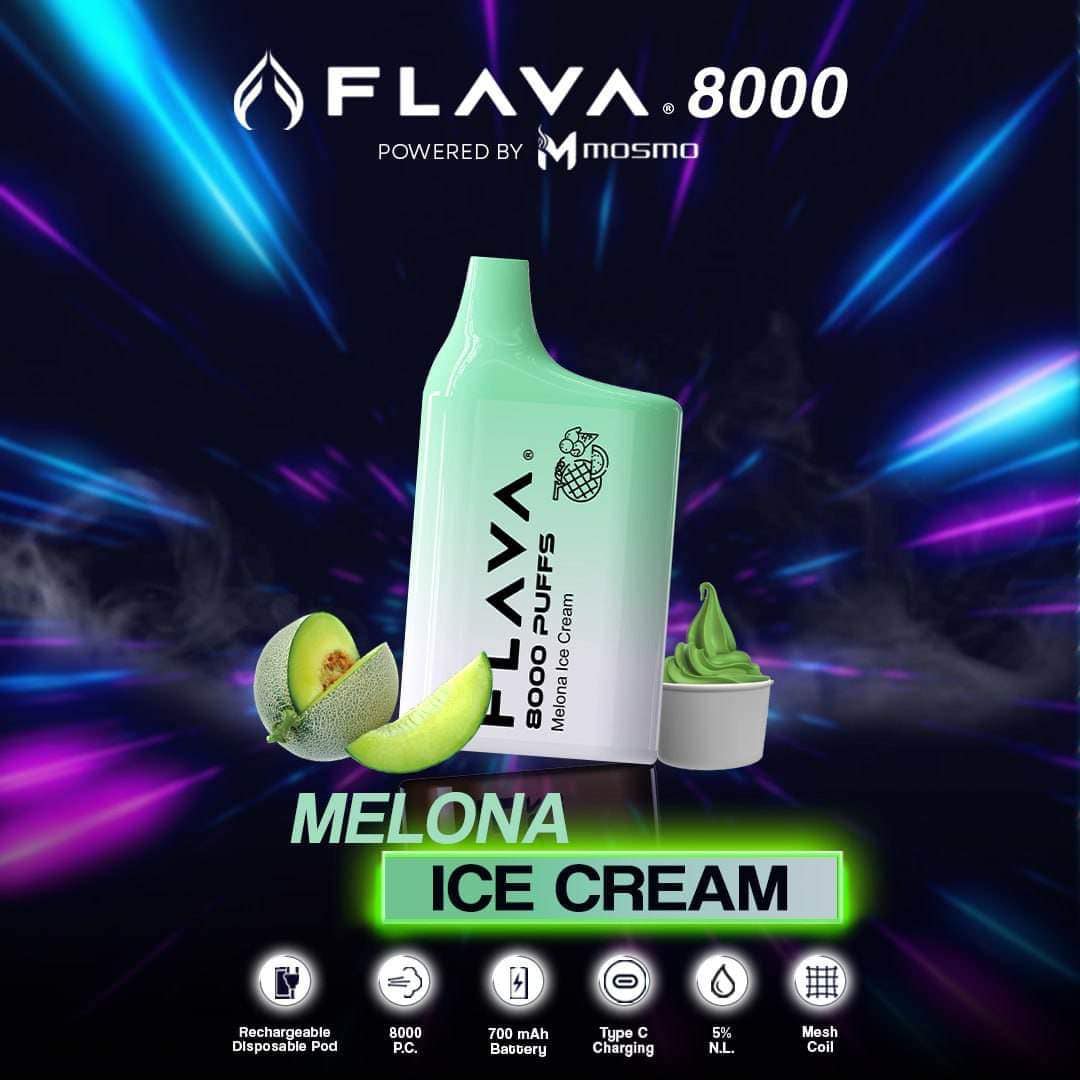 FLAVA® 8000
POWERED BY M mosmo
FLAVA®
8000 PUFFS
Melona Ice Cream
MELONA
ICE CREAM
Rechargeable
Disposable Pod
8000
P.C.
700 mAh
Battery
Type C
Charging
5%
N.L.
Mesh
Coil